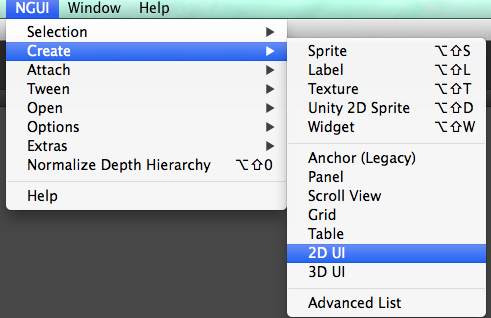 NGUI Window Help
Selection
Create
Attach
Tween
Open
Options
Extras
Normalize Depth Hierarchy ⌥⇧0
Help
Sprite ⌥⇧S
Label ⌥⇧L
Texture ⌥⇧T
Unity 2D Sprite ⌥⇧D
Widget ⌥⇧W
Anchor (Legacy)
Panel
Scroll View
Grid
Table
2D UI
3D UI
Advanced List